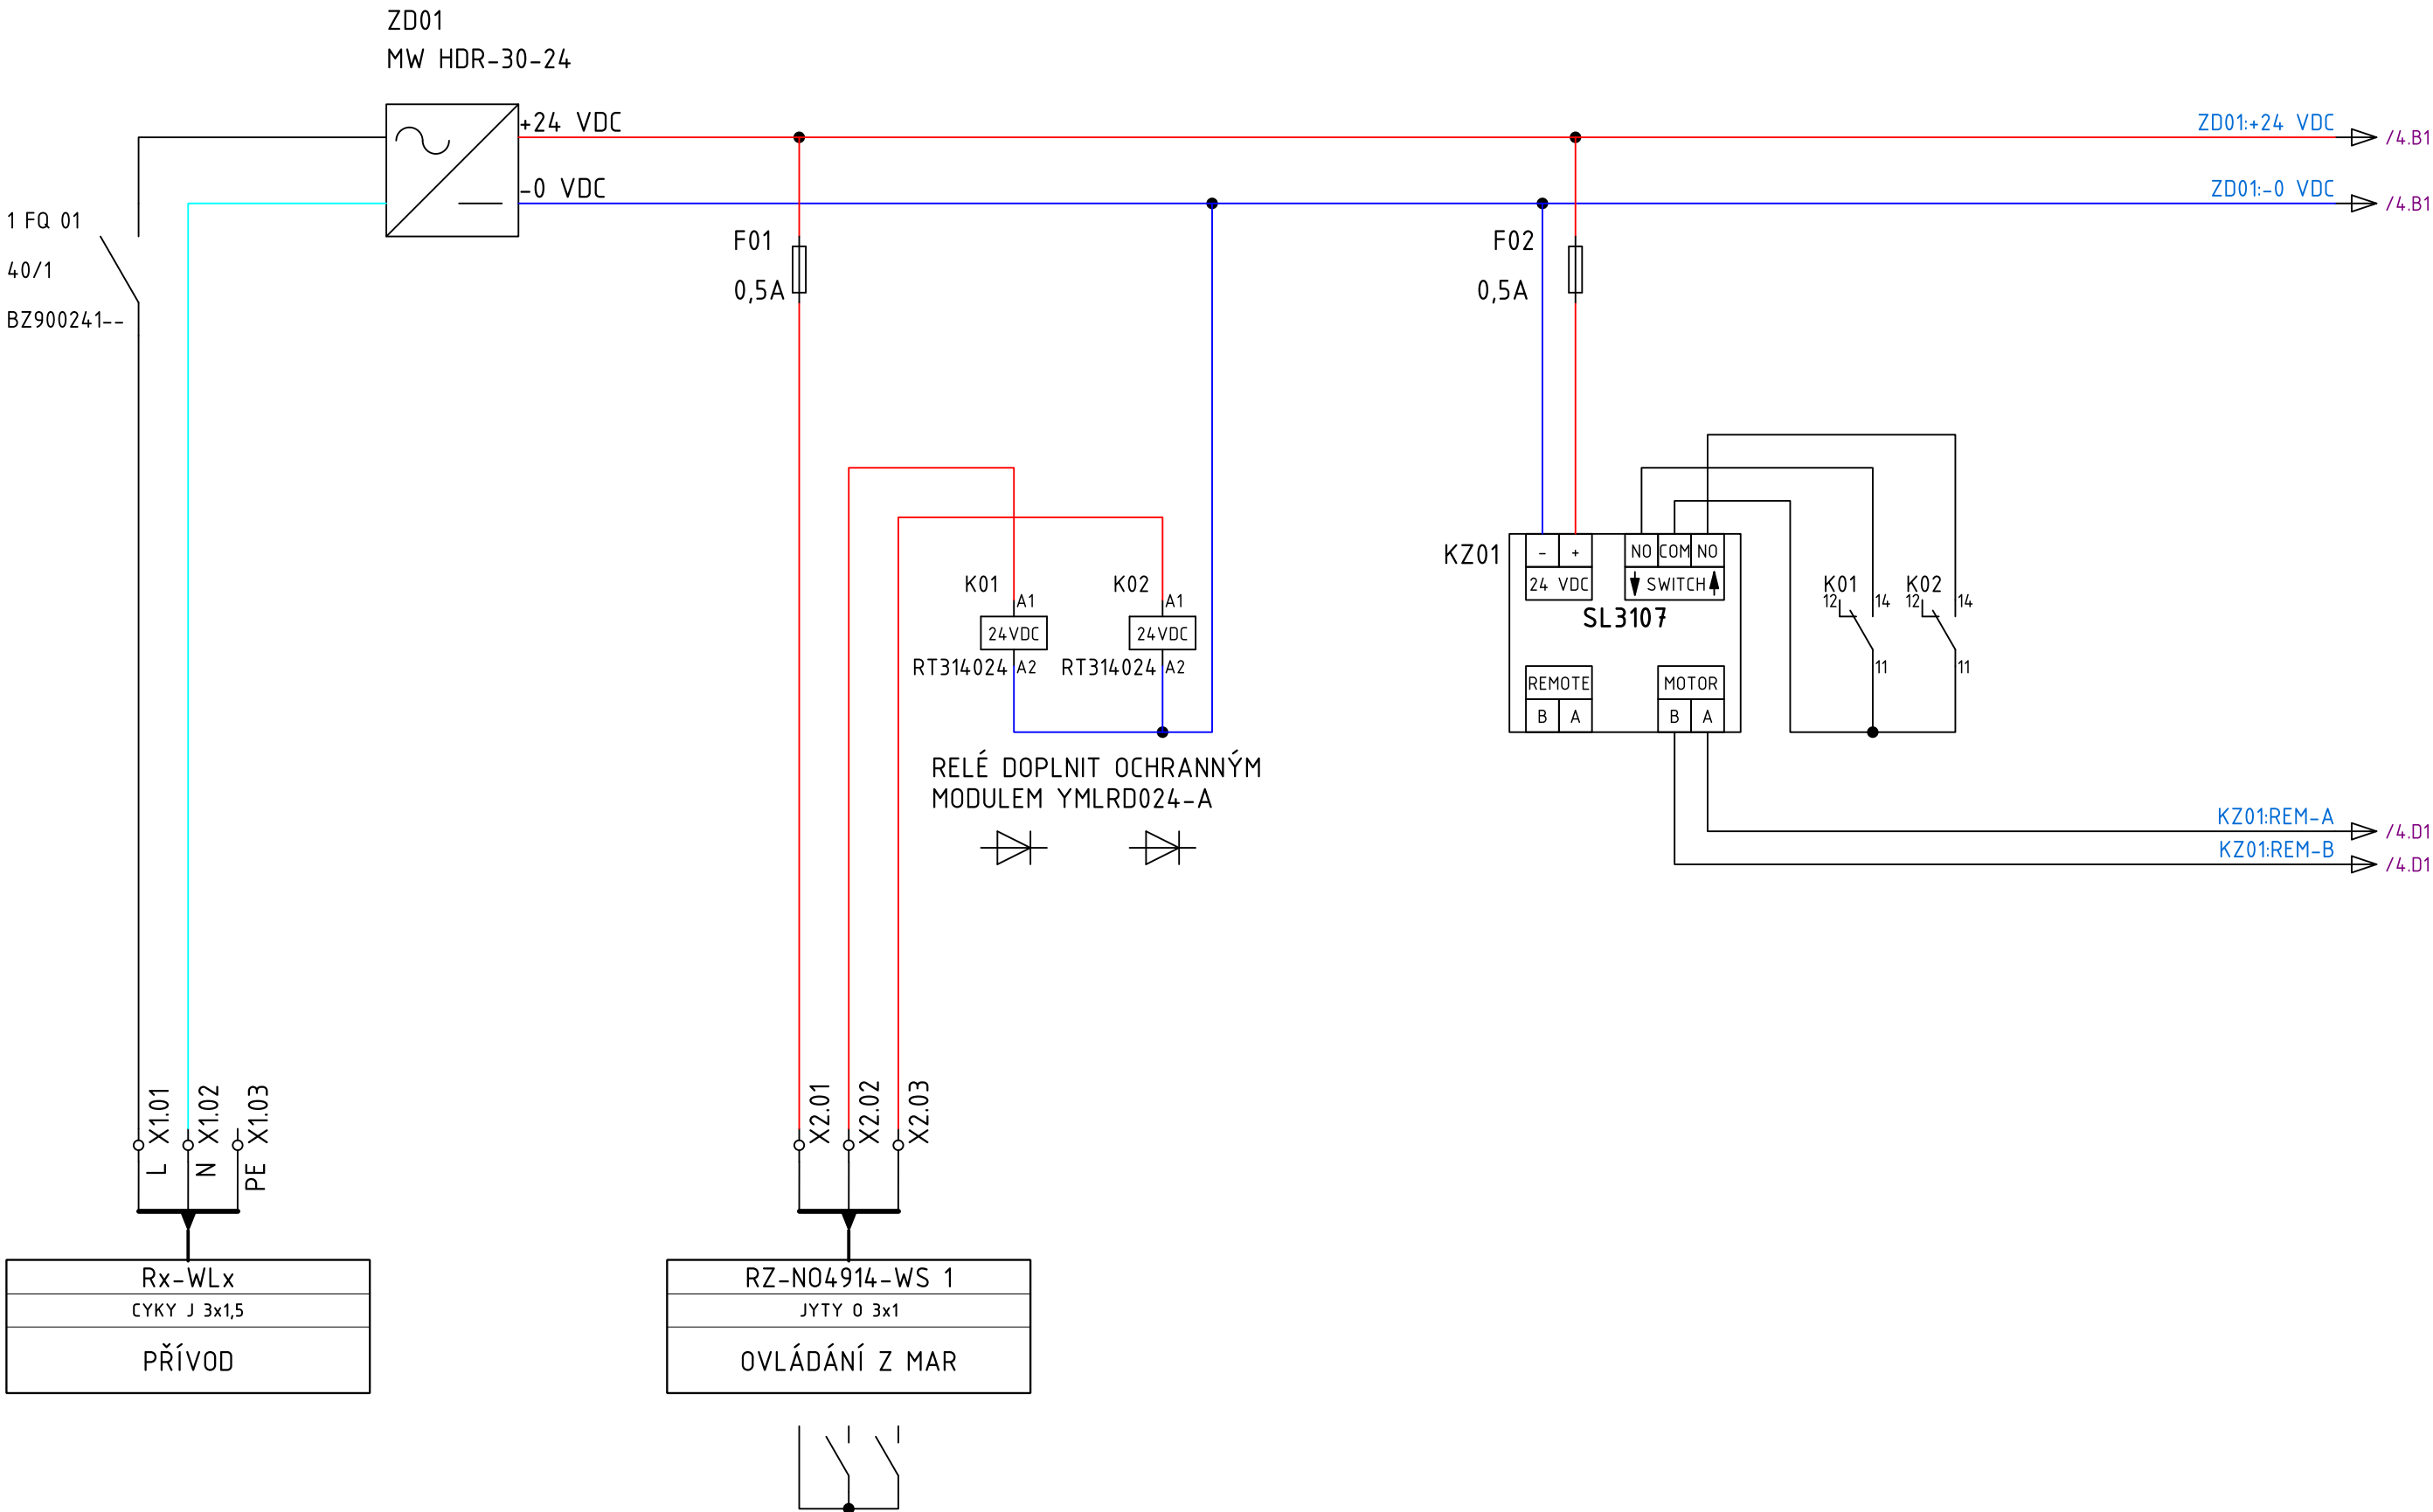 ZD01
MW HDR-30-24
+24 VDC
-0 VDC
ZD01:+24 VDC
/4.B1
ZD01:-0 VDC
/4.B1
1 FQ 01
40/1
BZ900241--
F01
0,5A
F02
0,5A
K01
A1
24VDC
RT314024
A2
K02
A1
24VDC
RT314024
A2
RELÉ DOPLNIT OCHRANNÝM
MODULEM YMLRD024-A
KZ01
- +
24 VDC
NO COM NO
SWITCH
SL3107
REMOTE
B A
MOTOR
B A
K01
12
14
11
K02
12
14
11
KZ01:REM-A
/4.D1
KZ01:REM-B
/4.D1
X1.01
X1.02
X1.03
L
N
PE
X2.01
X2.02
X2.03
Rx-WLx
CYKY J 3x1,5
PŘÍVOD
RZ-NO4914-WS 1
JYTY O 3x1
OVLÁDÁNÍ Z MAR